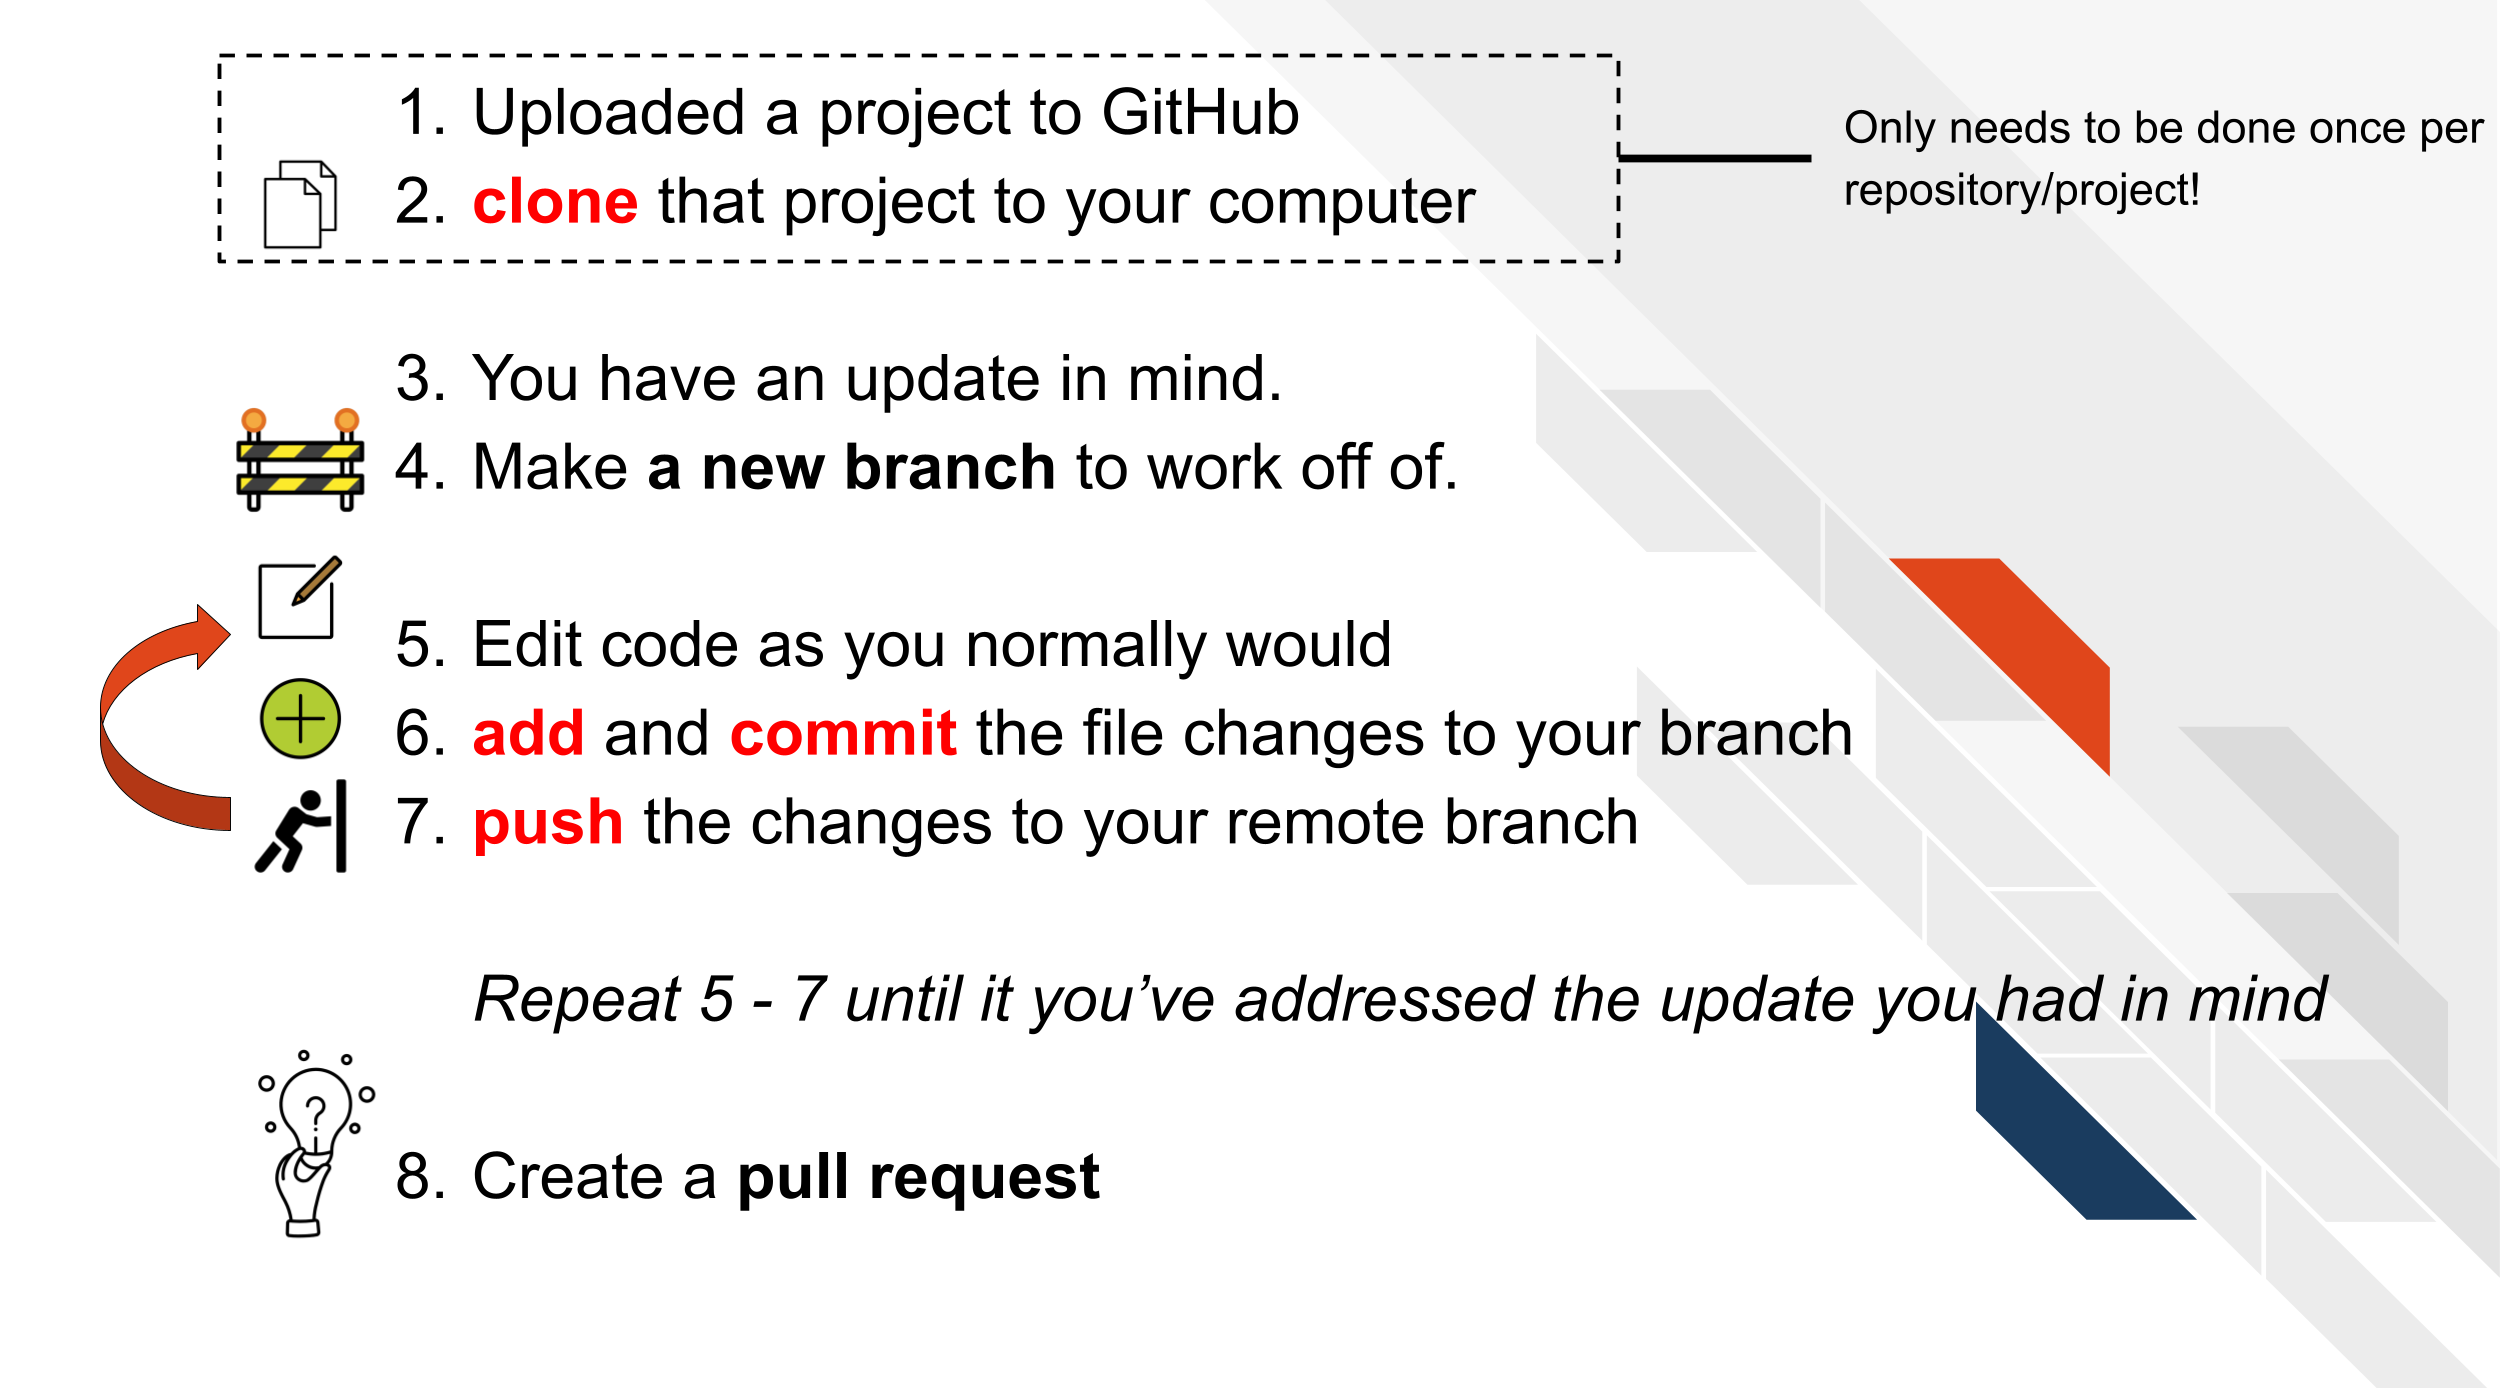 1. Uploaded a project to GitHub
2. clone that project to your computer
Only needs to be done once per
repository/project!
3. You have an update in mind.
4. Make a new branch to work off of.
5. Edit code as you normally would
6. add and commit the file changes to your branch
7. push the changes to your remote branch
Repeat 5 - 7 until it you’ve addressed the update you had in mind
?
8. Create a pull request